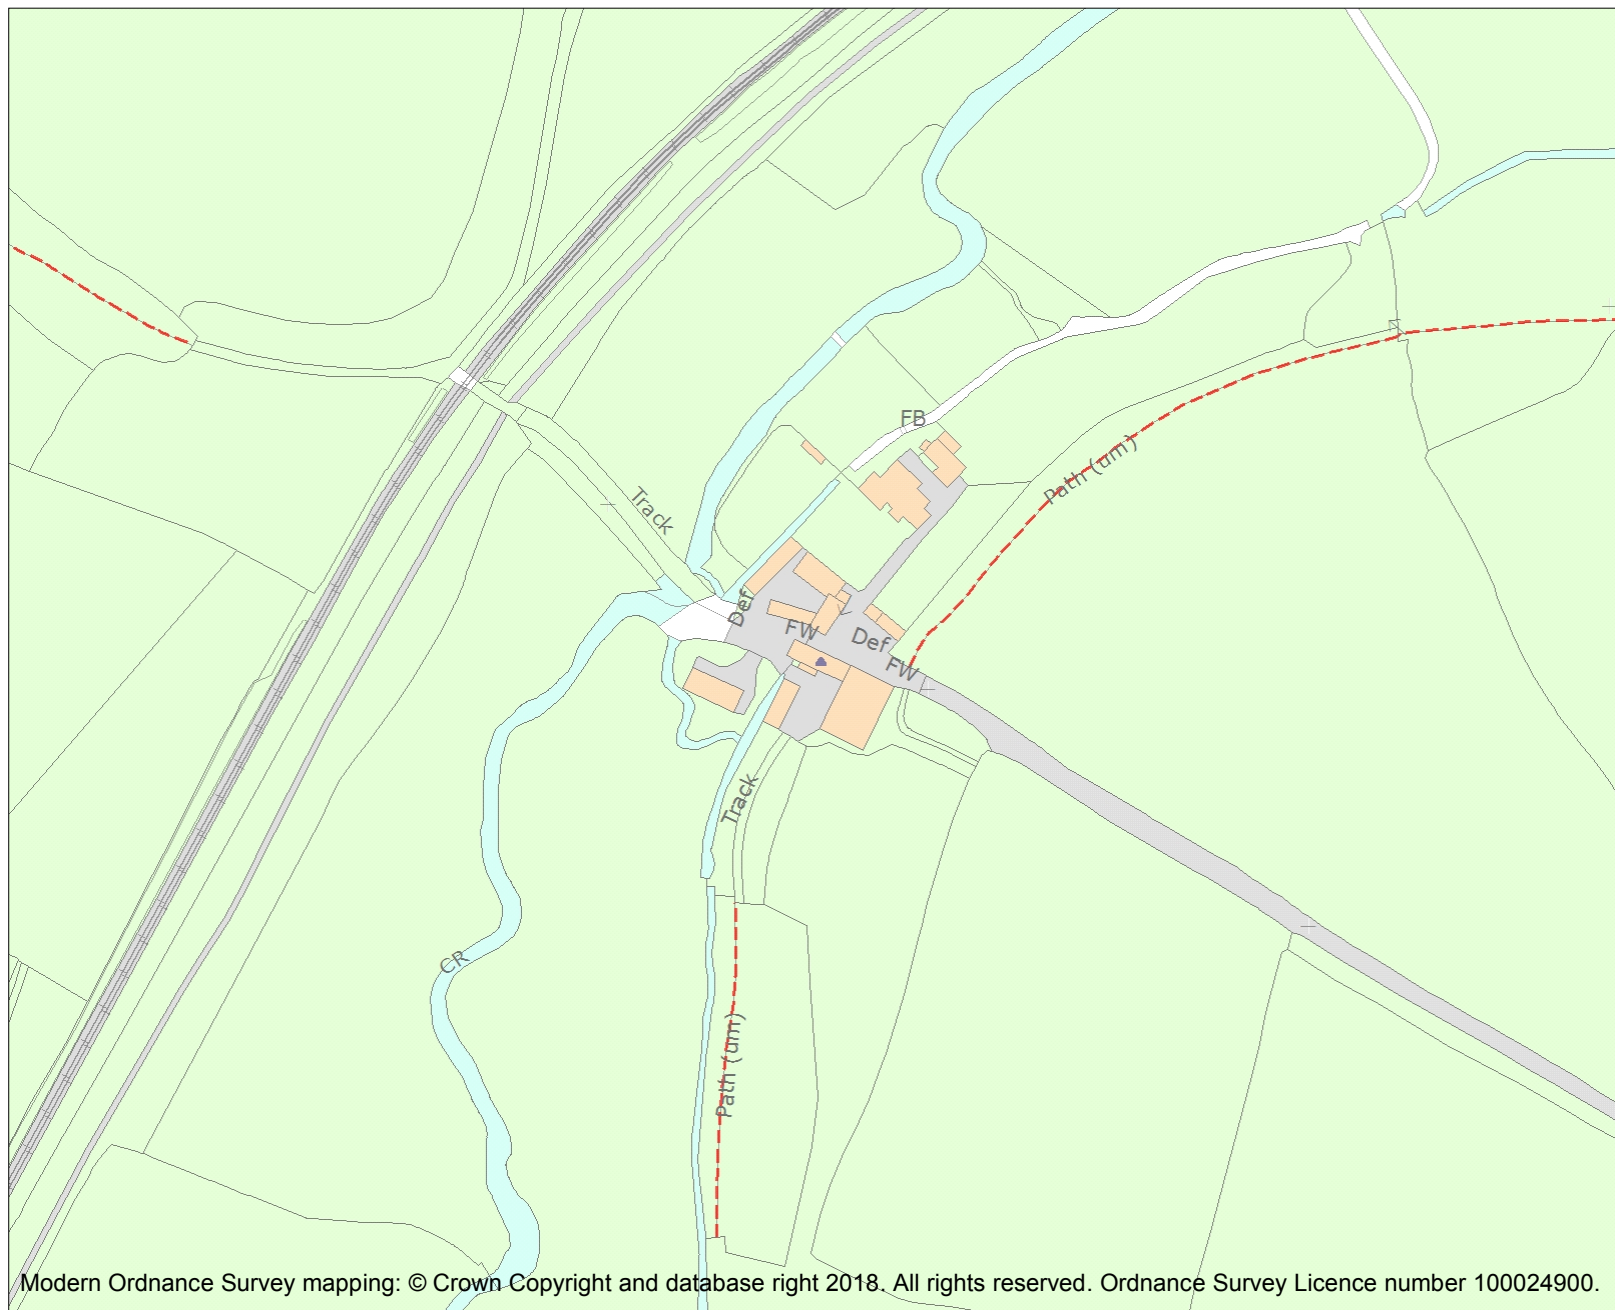 FB
Path (um)
Track
Def
FW
Def
FW
Track
CR
Path (um)
Modern Ordnance Survey mapping: © Crown Copyright and database right 2018. All rights reserved. Ordnance Survey Licence number 100024900.